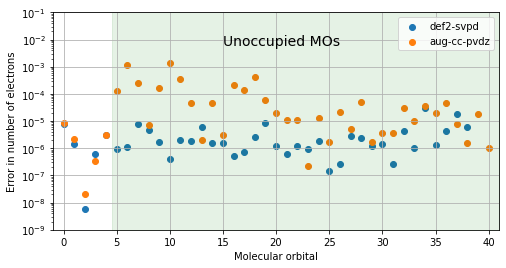 10⁻¹
10⁻²
10⁻³
10⁻⁴
10⁻⁵
10⁻⁶
10⁻⁷
10⁻⁸
10⁻⁹
Error in number of electrons
Unoccupied MOs
def2-svpd
aug-cc-pvdz
0 5 10 15 20 25 30 35 40
Molecular orbital